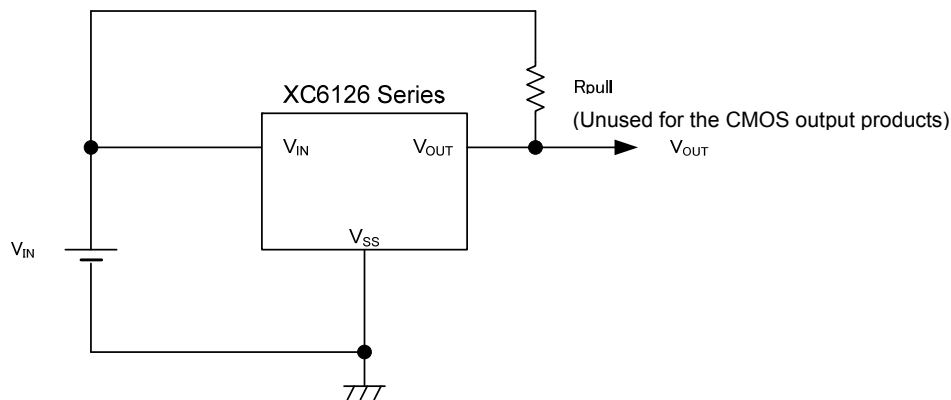 Rpull
XC6126 Series
(Unused for the CMOS output products)
VIN
VOUT
VOUT
VSS
VIN